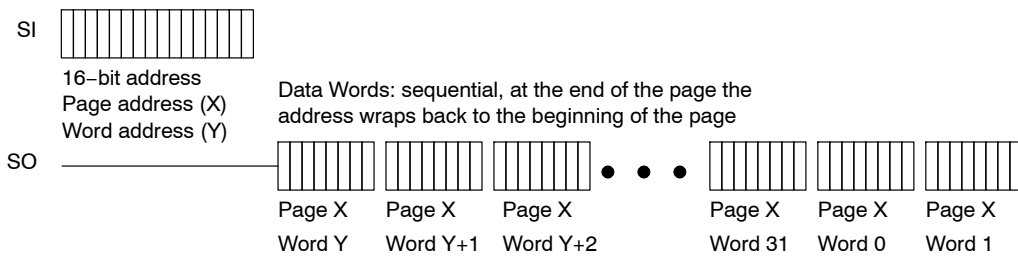 SI
16−bit address
Page address (X)
Word address (Y)
Data Words: sequential, at the end of the page the
address wraps back to the beginning of the page
SO
Page X Page X Page X Page X Page X Page X
Word Y Word Y+1 Word Y+2 Word 31 Word 0 Word 1